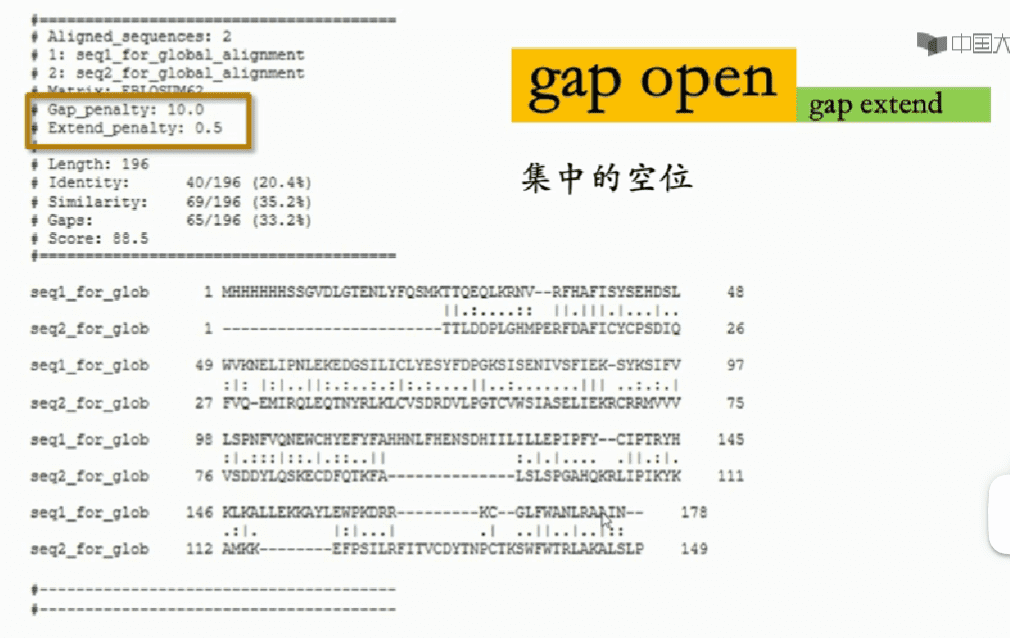 #=======================================
# Aligned_sequences: 2
# 1: seq1_for_global_alignment
# 2: seq2_for_global_alignment
# Matrix: EBLOSUM62
# Gap_penalty: 10.0
# Extend_penalty: 0.5
#
# Length: 196
# Identity: 40/196 (20.4%)
# Similarity: 69/196 (35.2%)
# Gaps: 65/196 (33.2%)
# Score: 88.5
#=======================================
gap open
gap extend
集中的空位
中国大
seq1_for_glob 1 MHHHHHHSSGVDLGTENLYFQSMKTTQEQLKRNV--RFHAFISYSEHDSL 48
||.:....:: ||.|||.|...|..
seq2_for_glob 1 ------------------------TTLDDPLGHMPERFDAFICYCPSDIQ 26
seq1_for_glob 49 WVKNELIPNLEKEDGSILICLYESYFDPGKSISENIVSFIEK-SYKSIFV 97
:|: |:|..||:.:..:.:|:.:....||..:.......||| ..:.:.|
seq2_for_glob 27 FVQ-EMIRQLEQTNYRLKLCVSDRDVLPGTCVWSIASELIEKRCRRMVVV 75
seq1_for_glob 98 LSPNFVQNEWCHYEFYFAHHNLFHENSDHIILILLEPIPFY--CIPTRYH 145
:|.:::|::.|.::..||              :.|.|.... .||.:|.
seq2_for_glob 76 VSDDYLQSKECDFQTKFA--------------LSLSPGAHQKRLIPIKYK 111
seq1_for_glob 146 KLKALLEKKAYLEWPKDRR---------KC--GLFWANLRAAIN-- 178
.:|. |:|...| .| ..||..|..|::
seq2_for_glob 112 AMKK--------EFPSILRFITVCDYTNPCTKSWFWTRLAKALSLP 149
#---------------------------------------
#---------------------------------------